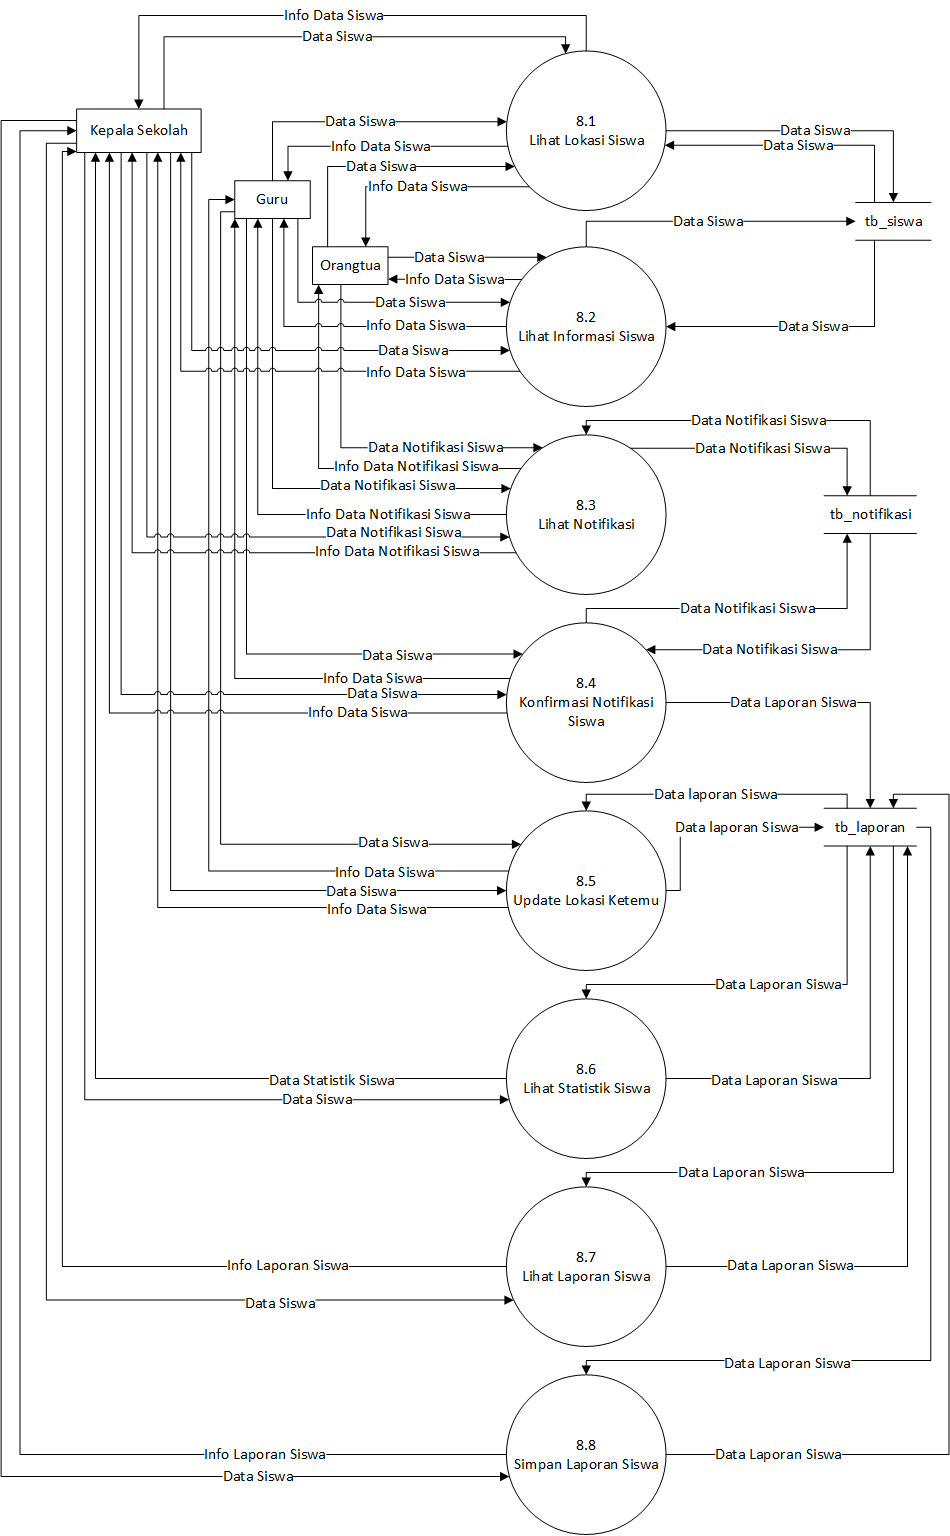 Info Data Siswa
Data Siswa
Kepala Sekolah
Data Siswa
8.1
Lihat Lokasi Siswa
Data Siswa
Data Siswa
Info Data Siswa
Data Siswa
Info Data Siswa
Guru
tb_siswa
Data Siswa
Orangtua
Data Siswa
Info Data Siswa
Data Siswa
Info Data Siswa
8.2
Lihat Informasi Siswa
Data Siswa
Data Siswa
Info Data Siswa
Data Notifikasi Siswa
Data Notifikasi Siswa
Data Notifikasi Siswa
Info Data Notifikasi Siswa
Data Notifikasi Siswa
Info Data Notifikasi Siswa
Data Notifikasi Siswa
Info Data Notifikasi Siswa
8.3
Lihat Notifikasi
tb_notifikasi
Data Notifikasi Siswa
Data Notifikasi Siswa
Data Siswa
Info Data Siswa
Data Siswa
Info Data Siswa
8.4
Konfirmasi Notifikasi
Siswa
Data Laporan Siswa
Data laporan Siswa
Data laporan Siswa
tb_laporan
Data Siswa
Info Data Siswa
Data Siswa
Info Data Siswa
8.5
Update Lokasi Ketemu
Data Laporan Siswa
8.6
Lihat Statistik Siswa
Data Statistik Siswa
Data Siswa
Data Laporan Siswa
Data Laporan Siswa
8.7
Lihat Laporan Siswa
Info Laporan Siswa
Data Laporan Siswa
Data Siswa
Data Laporan Siswa
8.8
Simpan Laporan Siswa
Info Laporan Siswa
Data Laporan Siswa
Data Siswa